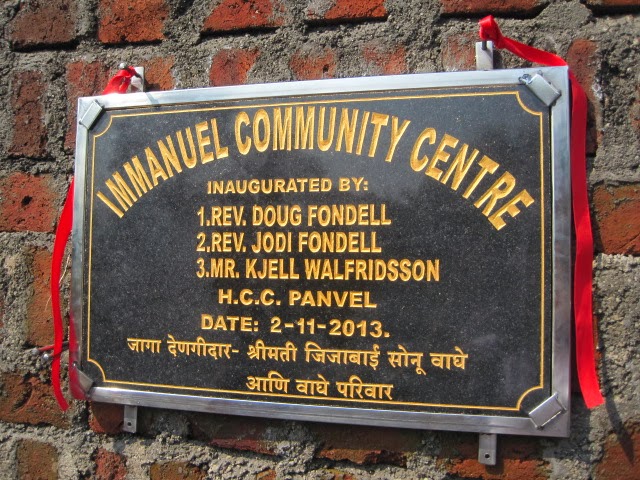 IMMANUEL COMMUNITY CENTRE
INAUGURATED BY:
1.REV. DOUG FONDELL
2.REV. JODI FONDELL
3.MR. KJELL WALFRIDSSON
H.C.C. PANVEL
DATE: 2-11-2013.
जागा देणगीदार- श्रीमती जिजाबाई सोनू वाघे
आणि वाघे परिवार